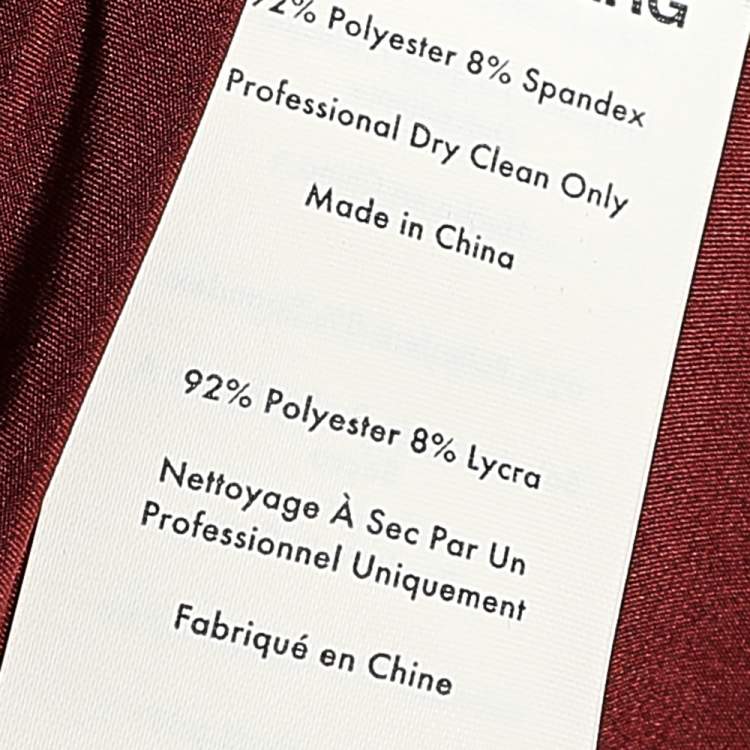 92% Polyester 8% Spandex
Professional Dry Clean Only
Made in China
92% Polyester 8% Lycra
Nettoyage À Sec Par Un
Professionnel Uniquement
Fabriqué en Chine